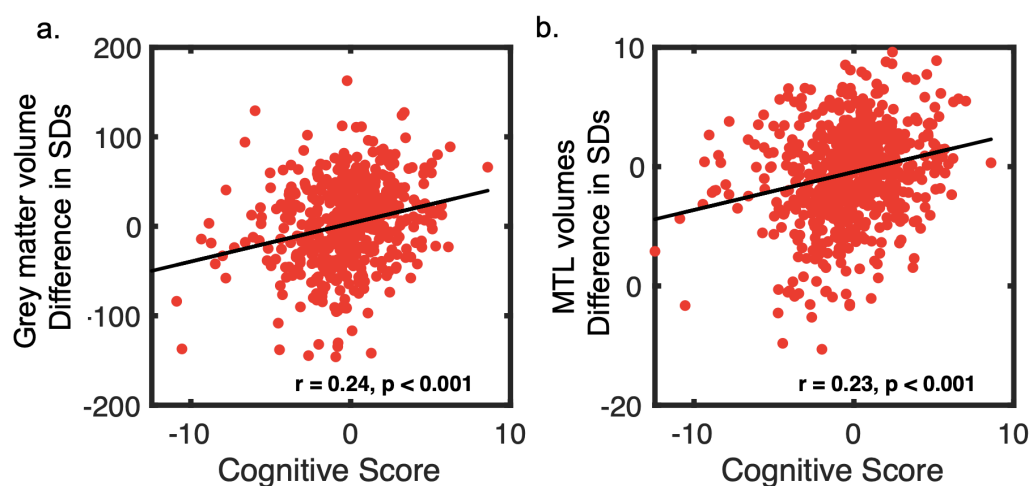 a.
Grey matter volume
Difference in SDs
200
100
0
-100
-200
-10
0
10
Cognitive Score
r = 0.24, p < 0.001
b.
MTL volumes
Difference in SDs
10
0
0
-20
-10
0
10
Cognitive Score
r = 0.23, p < 0.001